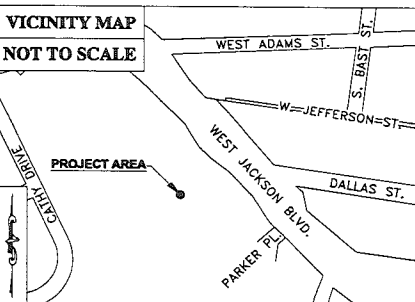 VICINITY MAP
NOT TO SCALE
WEST ADAMS ST.
S. BAST ST.
W. JEFFERSON ST.
WEST JACKSON BLVD.
DALLAS ST.
PROJECT AREA
CATHY DRIVE
PARKER PL.